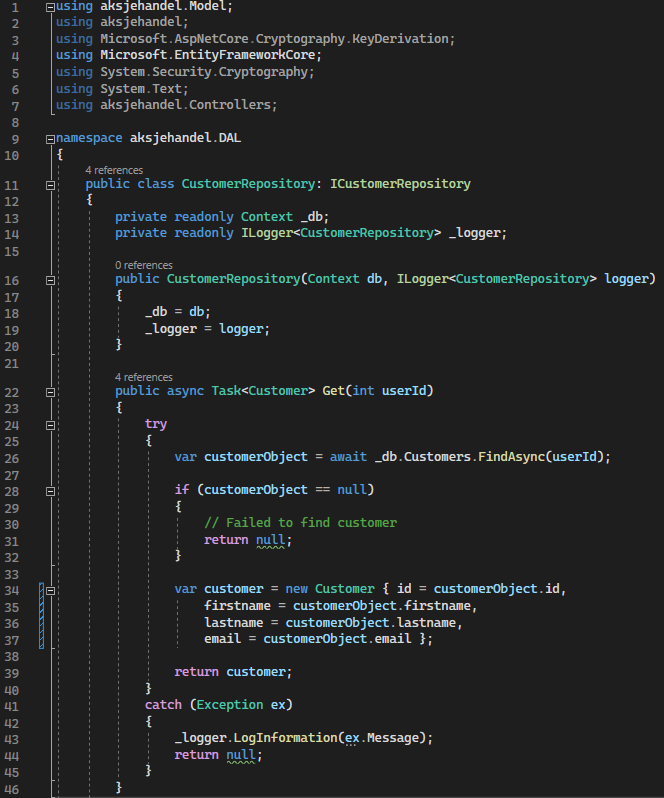 1 using aksjehandel.Model;
2 using aksjehandel;
3 using Microsoft.AspNetCore.Cryptography.KeyDerivation;
4 using Microsoft.EntityFrameworkCore;
5 using System.Security.Cryptography;
6 using System.Text;
7 using aksjehandel.Controllers;
8
9 namespace aksjehandel.DAL
10 {
4 references
11 public class CustomerRepository: ICustomerRepository
12 {
13 private readonly Context _db;
14 private readonly ILogger<CustomerRepository> _logger;
15
0 references
16 public CustomerRepository(Context db, ILogger<CustomerRepository> logger)
17 {
18 _db = db;
19 _logger = logger;
20 }
21
4 references
22 public async Task<Customer> Get(int userId)
23 {
24 try
25 {
26 var customerObject = await _db.Customers.FindAsync(userId);
27
28 if (customerObject == null)
29 {
30 // Failed to find customer
31 return null;
32 }
33
34 var customer = new Customer { id = customerObject.id,
35 firstname = customerObject.firstname,
36 lastname = customerObject.lastname,
37 email = customerObject.email };
38
39 return customer;
40 }
41 catch (Exception ex)
42 {
43 _logger.LogInformation(ex.Message);
44 return null;
45 }
46 }